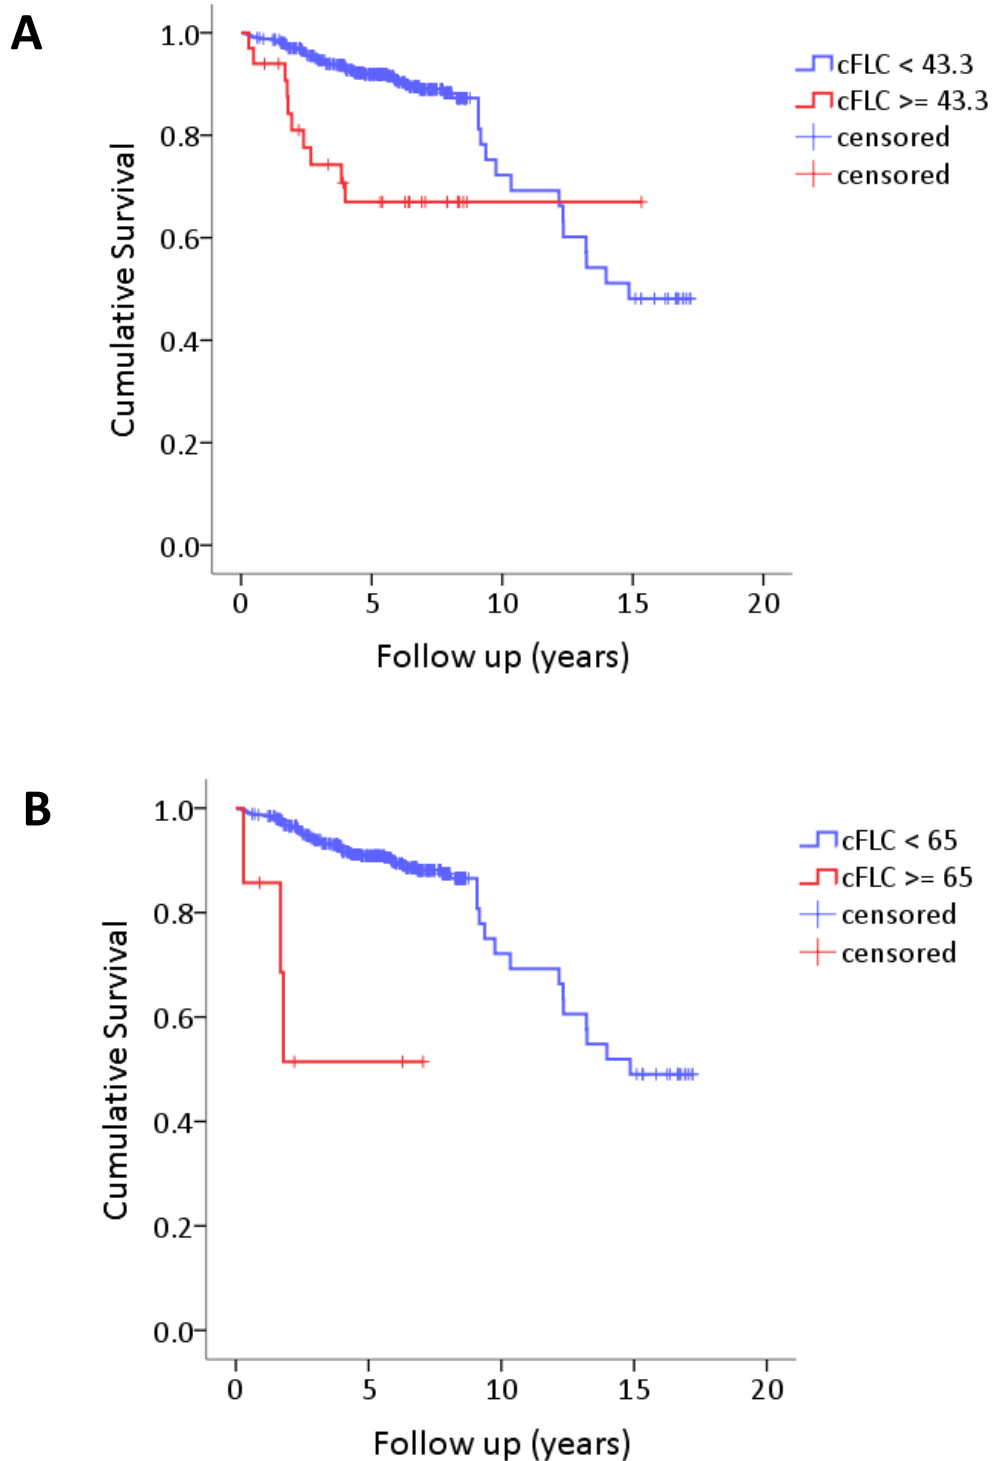 A
1.0
0.8
0.6
0.4
0.2
0.0
Cumulative Survival
0 5 10 15 20
Follow up (years)
cFLC < 43.3
cFLC >= 43.3
censored
censored
B
1.0
0.8
0.6
0.4
0.2
0.0
Cumulative Survival
0 5 10 15 20
Follow up (years)
cFLC < 65
cFLC >= 65
censored
censored